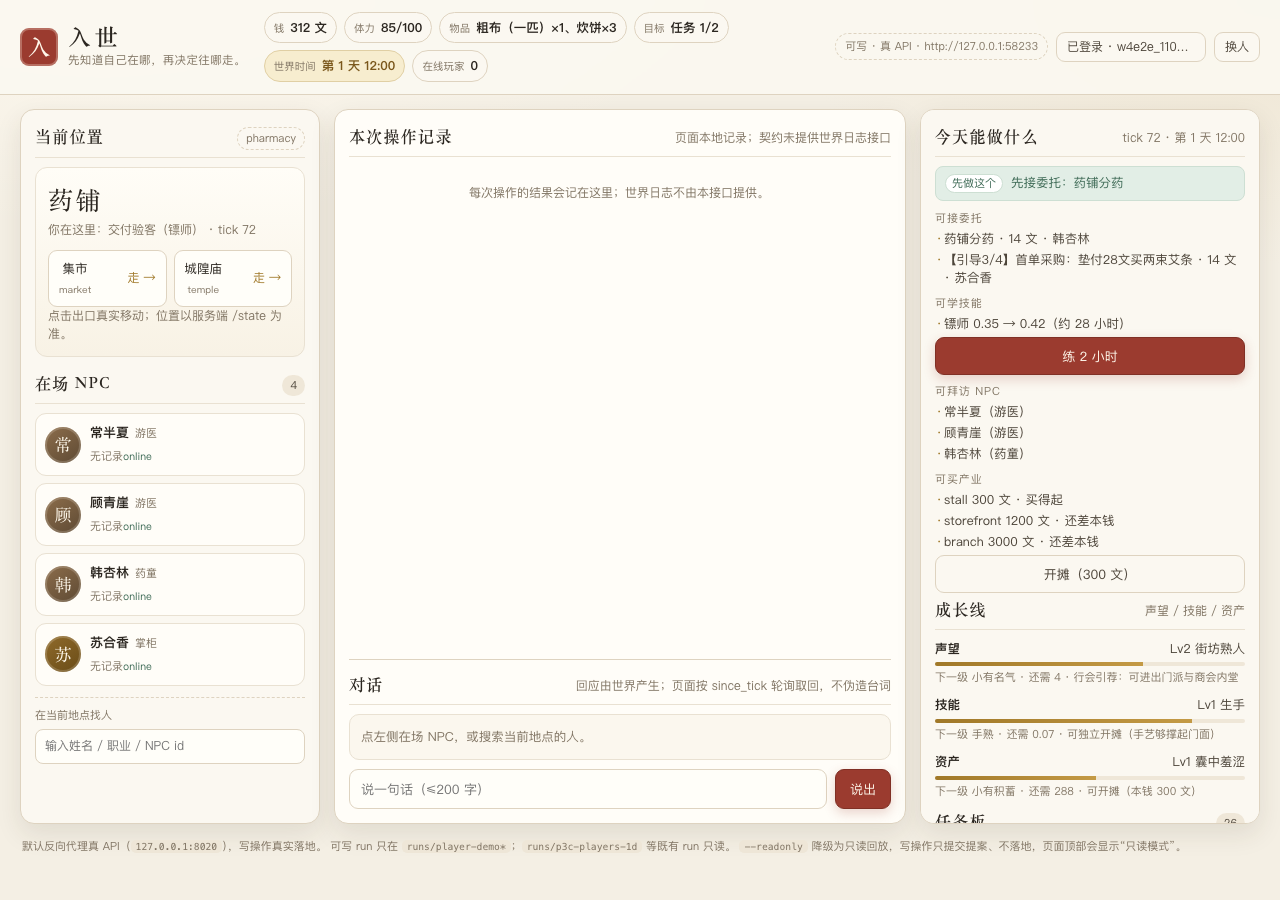 入
入世
先知道自己在哪，再决定往哪走。
钱 312 文
体力 85/100
物品 粗布（一匹）×1、炊饼×3
目标 任务 1/2
世界时间 第 1 天 12:00
在线玩家 0
可写 · 真 API · http://127.0.0.1:58233
已登录 · w4e2e_110...
换人
当前位置
pharmacy
药铺
你在这里：交付验客（镖师） · tick 72
集市
market
走 →
城隍庙
temple
走 →
点击出口真实移动；位置以服务端 /state 为
准。
在场 NPC
4
常
常半夏 游医
无记录online
顾
顾青崖 游医
无记录online
韩
韩杏林 药童
无记录online
苏
苏合香 掌柜
无记录online
在当前地点找人
输入姓名 / 职业 / NPC id
本次操作记录
页面本地记录；契约未提供世界日志接口
每次操作的结果会记在这里；世界日志不由本接口提供。
对话
回应由世界产生；页面按 since_tick 轮询取回，不伪造台词
点左侧在场 NPC，或搜索当前地点的人。
说一句话（≤200 字）
说出
今天能做什么
tick 72 · 第 1 天 12:00
先做这个 先接委托：药铺分药
可接委托
· 药铺分药 · 14 文 · 韩杏林
· 【引导3/4】首单采购：垫付28文买两束艾条 · 14 文
· 苏合香
可学技能
· 镖师 0.35 → 0.42（约 28 小时）
练 2 小时
可拜访 NPC
· 常半夏（游医）
· 顾青崖（游医）
· 韩杏林（药童）
可买产业
· stall 300 文 · 买得起
· storefront 1200 文 · 还差本钱
· branch 3000 文 · 还差本钱
开摊（300 文）
成长线
声望 / 技能 / 资产
声望
Lv2 街坊熟人
下一级 小有名气 · 还需 4 · 行会引荐：可进出门派与商会内堂
技能
Lv1 生手
下一级 手熟 · 还需 0.07 · 可独立开摊（手艺够撑起门面）
资产
Lv1 囊中羞涩
下一级 小有积蓄 · 还需 288 · 可开摊（本钱 300 文）
任务板
26
默认反向代理真 API（ 127.0.0.1:8020 ），写操作真实落地。 可写 run 只在 runs/player-demo* ； runs/p3c-players-1d 等既有 run 只读。 --readonly 降级为只读回放，写操作只提交提案、不落地，页面顶部会显示“只读模式”。